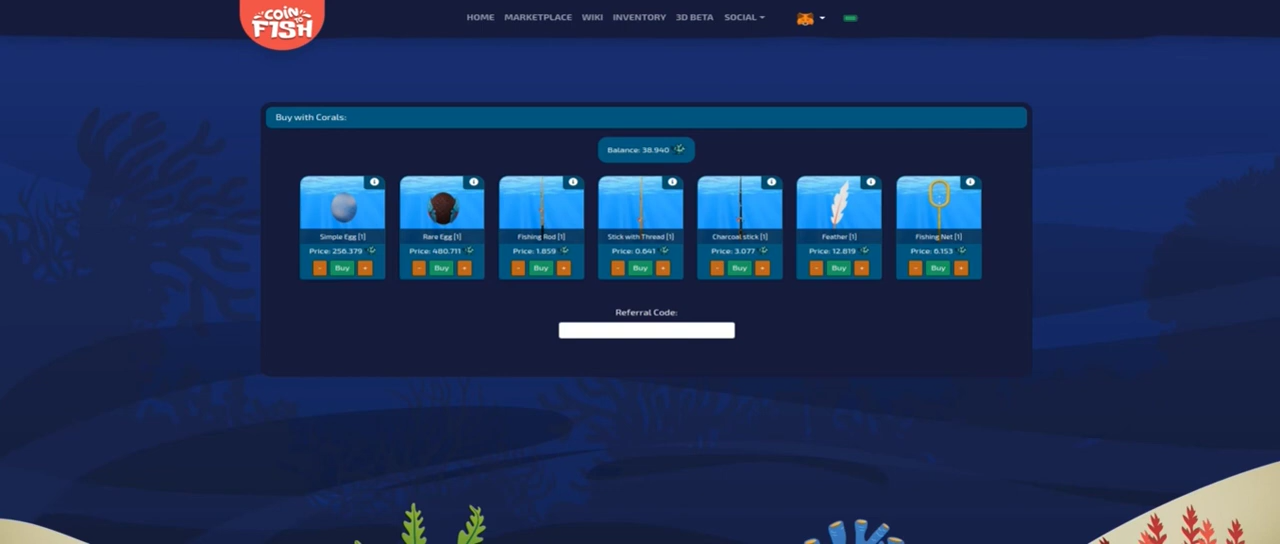 COIN TO FISH
HOME MARKETPLACE WIKI INVENTORY 3D BETA SOCIAL
Buy with Corals:
Balance: 38.940
Simple Egg [1] Rare Egg [1] Fishing Rod [1] Stick with Thread [1] Charcoal stick [1] Feather [1] Fishing Net [1]
Price: 256.379 Price: 480.711 Price: 1.859 Price: 0.641 Price: 3.077 Price: 12.819 Price: 6.153
- Buy + - Buy + - Buy + - Buy + - Buy + - Buy + - Buy +
Referral Code: